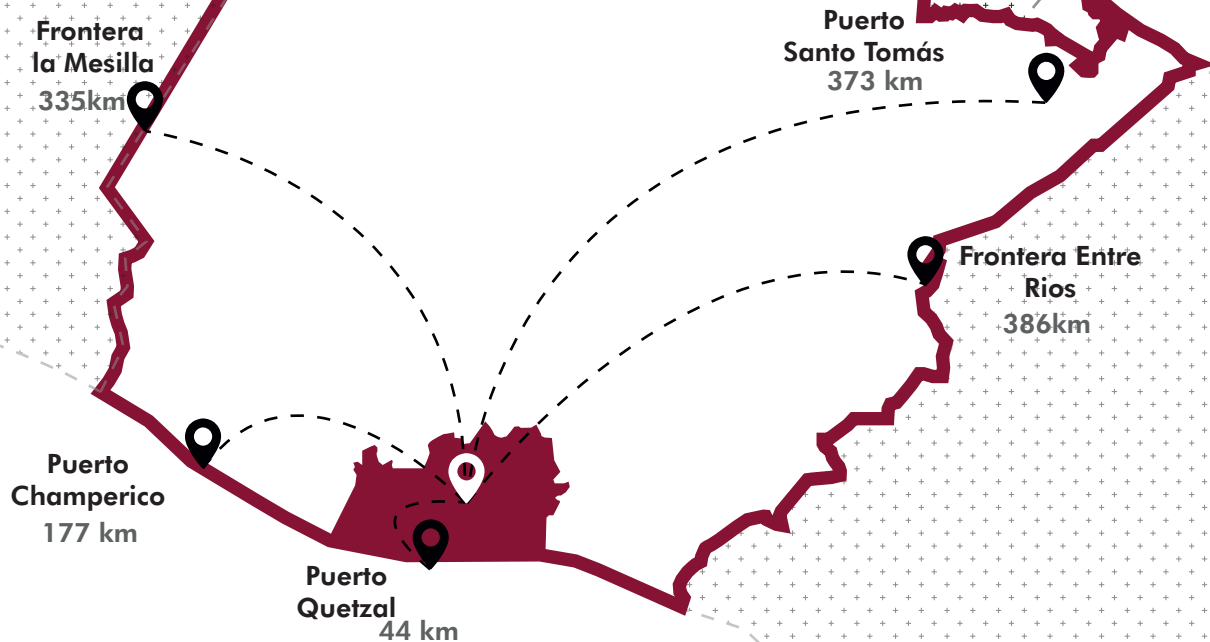 Frontera
la Mesilla
335km
Puerto
Santo Tomás
373 km
Frontera Entre
Rios
386km
Puerto
Champerico
177 km
Puerto
Quetzal
44 km